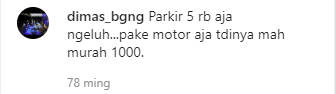 dimas_bgng Parkir 5 rb aja
ngeluh...pake motor aja tdinya mah
murah 1000.
78 ming